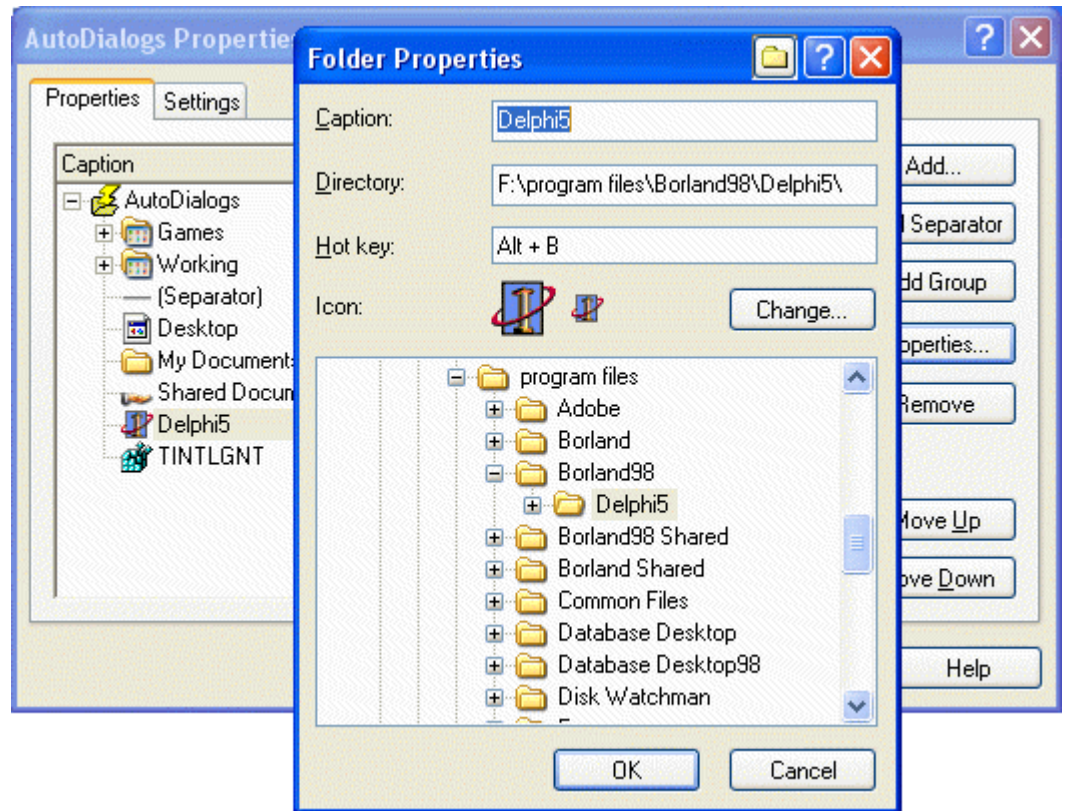 AutoDialogs Propertie
Properties
Settings
Caption
AutoDialogs
Games
Working
(Separator)
Desktop
My Document
Shared Docun
Delphi5
TINTLGNT
Add...
Separator
dd Group
operties...
Remove
Move Up
ove Down
Help
Folder Properties
Caption:
Delphi5
Directory:
F:\program files\Borland98\Delphi5\
Hot key:
Alt + B
Icon:
Change...
program files
Adobe
Borland
Borland98
Delphi5
Borland98 Shared
Borland Shared
Common Files
Database Desktop
Database Desktop98
Disk Watchman
OK
Cancel